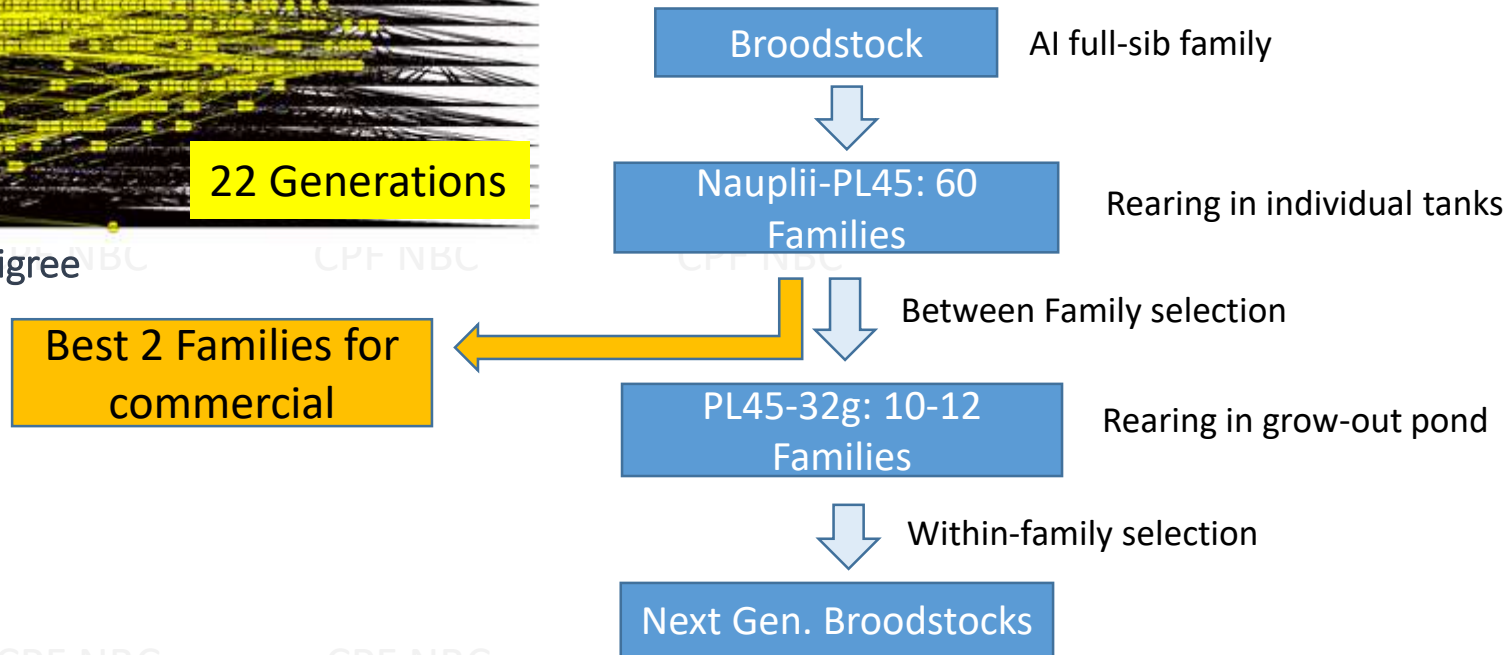 Broodstock
AI full-sib family
22 Generations
Nauplii-PL45: 60
Families
Rearing in individual tanks
igree
CPF NBC
CPF NBC
Between Family selection
Best 2 Families for
commercial
PL45-32g: 10-12
Families
Rearing in grow-out pond
Within-family selection
Next Gen. Broodstocks